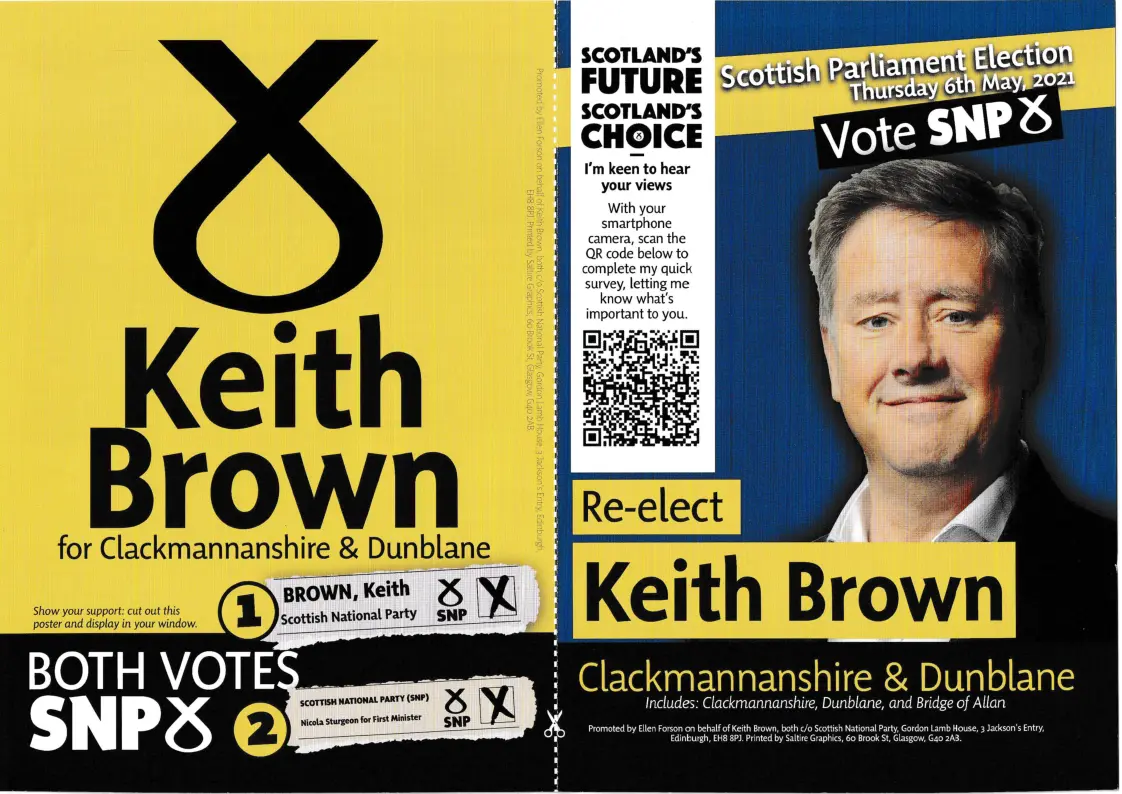 Keith
Brown
for Clackmannanshire & Dunblane
Show your support: cut out this
poster and display in your window.
1
BROWN, Keith
Scottish National Party
SNP
BOTH VOTES
SNP
2
SCOTTISH NATIONAL PARTY (SNP)
Nicola Sturgeon for First Minister
SNP
Promoted by Ellen Forson on behalf of Keith Brown, both c/o Scottish National Party, Gordon Lamb House, 3 Jackson's Entry, Edinburgh,
EH8 8PJ. Printed by Saltire Graphics, 60 Brook St, Glasgow, G40 2AB.
SCOTLAND'S
FUTURE
SCOTLAND'S
CHOICE
I'm keen to hear
your views
With your
smartphone
camera, scan the
QR code below to
complete my quick
survey, letting me
know what's
important to you.
Scottish Parliament Election
Thursday 6th May, 2021
Vote SNP
Re-elect
Keith Brown
Clackmannanshire & Dunblane
Includes: Clackmannanshire, Dunblane, and Bridge of Allan
Promoted by Ellen Forson on behalf of Keith Brown, both c/o Scottish National Party, Gordon Lamb House, 3 Jackson's Entry,
Edinburgh, EH8 8PJ. Printed by Saltire Graphics, 60 Brook St, Glasgow, G40 2AB.